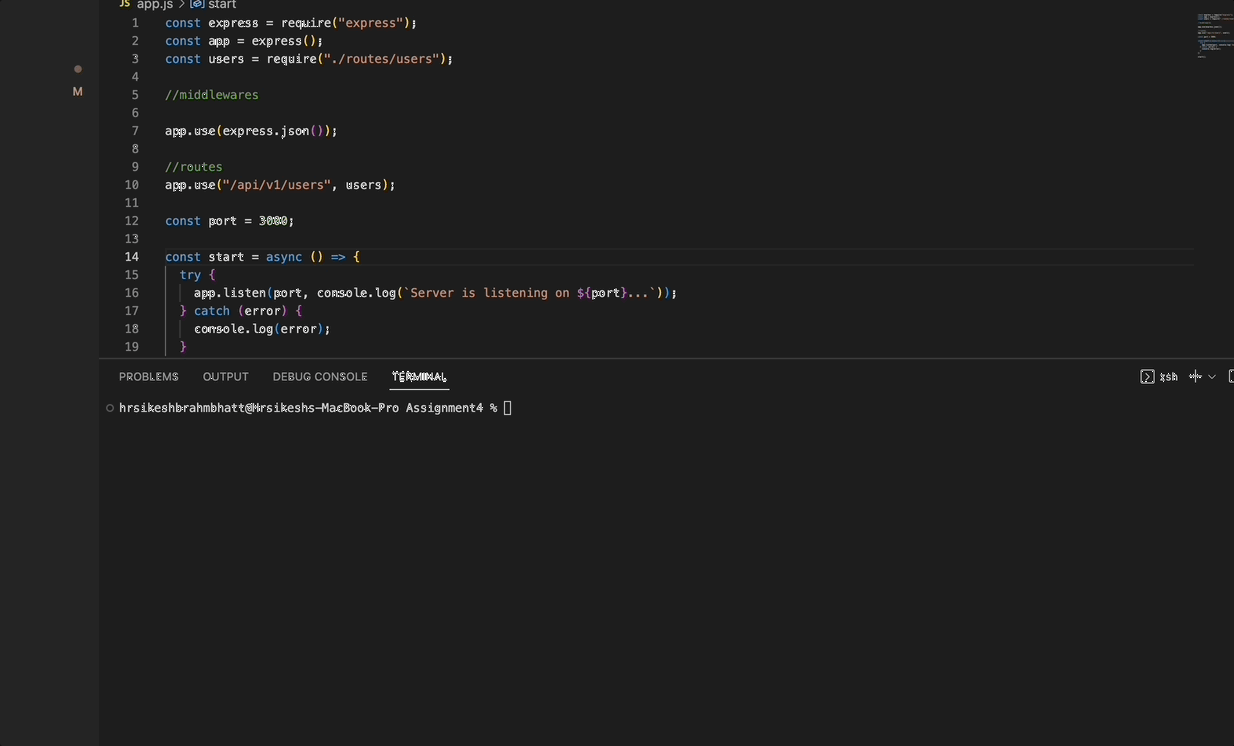 JS app.js > start
1 const express = require("express");
2 const app = express();
3 const users = require("./routes/users");
4
5 //middlewares
6
7 app.use(express.json());
8
9 //routes
10 app.use("/api/v1/users", users);
11
12 const port = 3080;
13
14 const start = async () => {
15 try {
16 app.listen(port, console.log(`Server is listening on ${port}...`));
17 } catch (error) {
18 console.log(error);
19 }
M
PROBLEMS OUTPUT DEBUG CONSOLE TERMINAL zsh
hrsikeshbrahmbhatt@Hrsikeshs-MacBook-Pro Assignment4 %